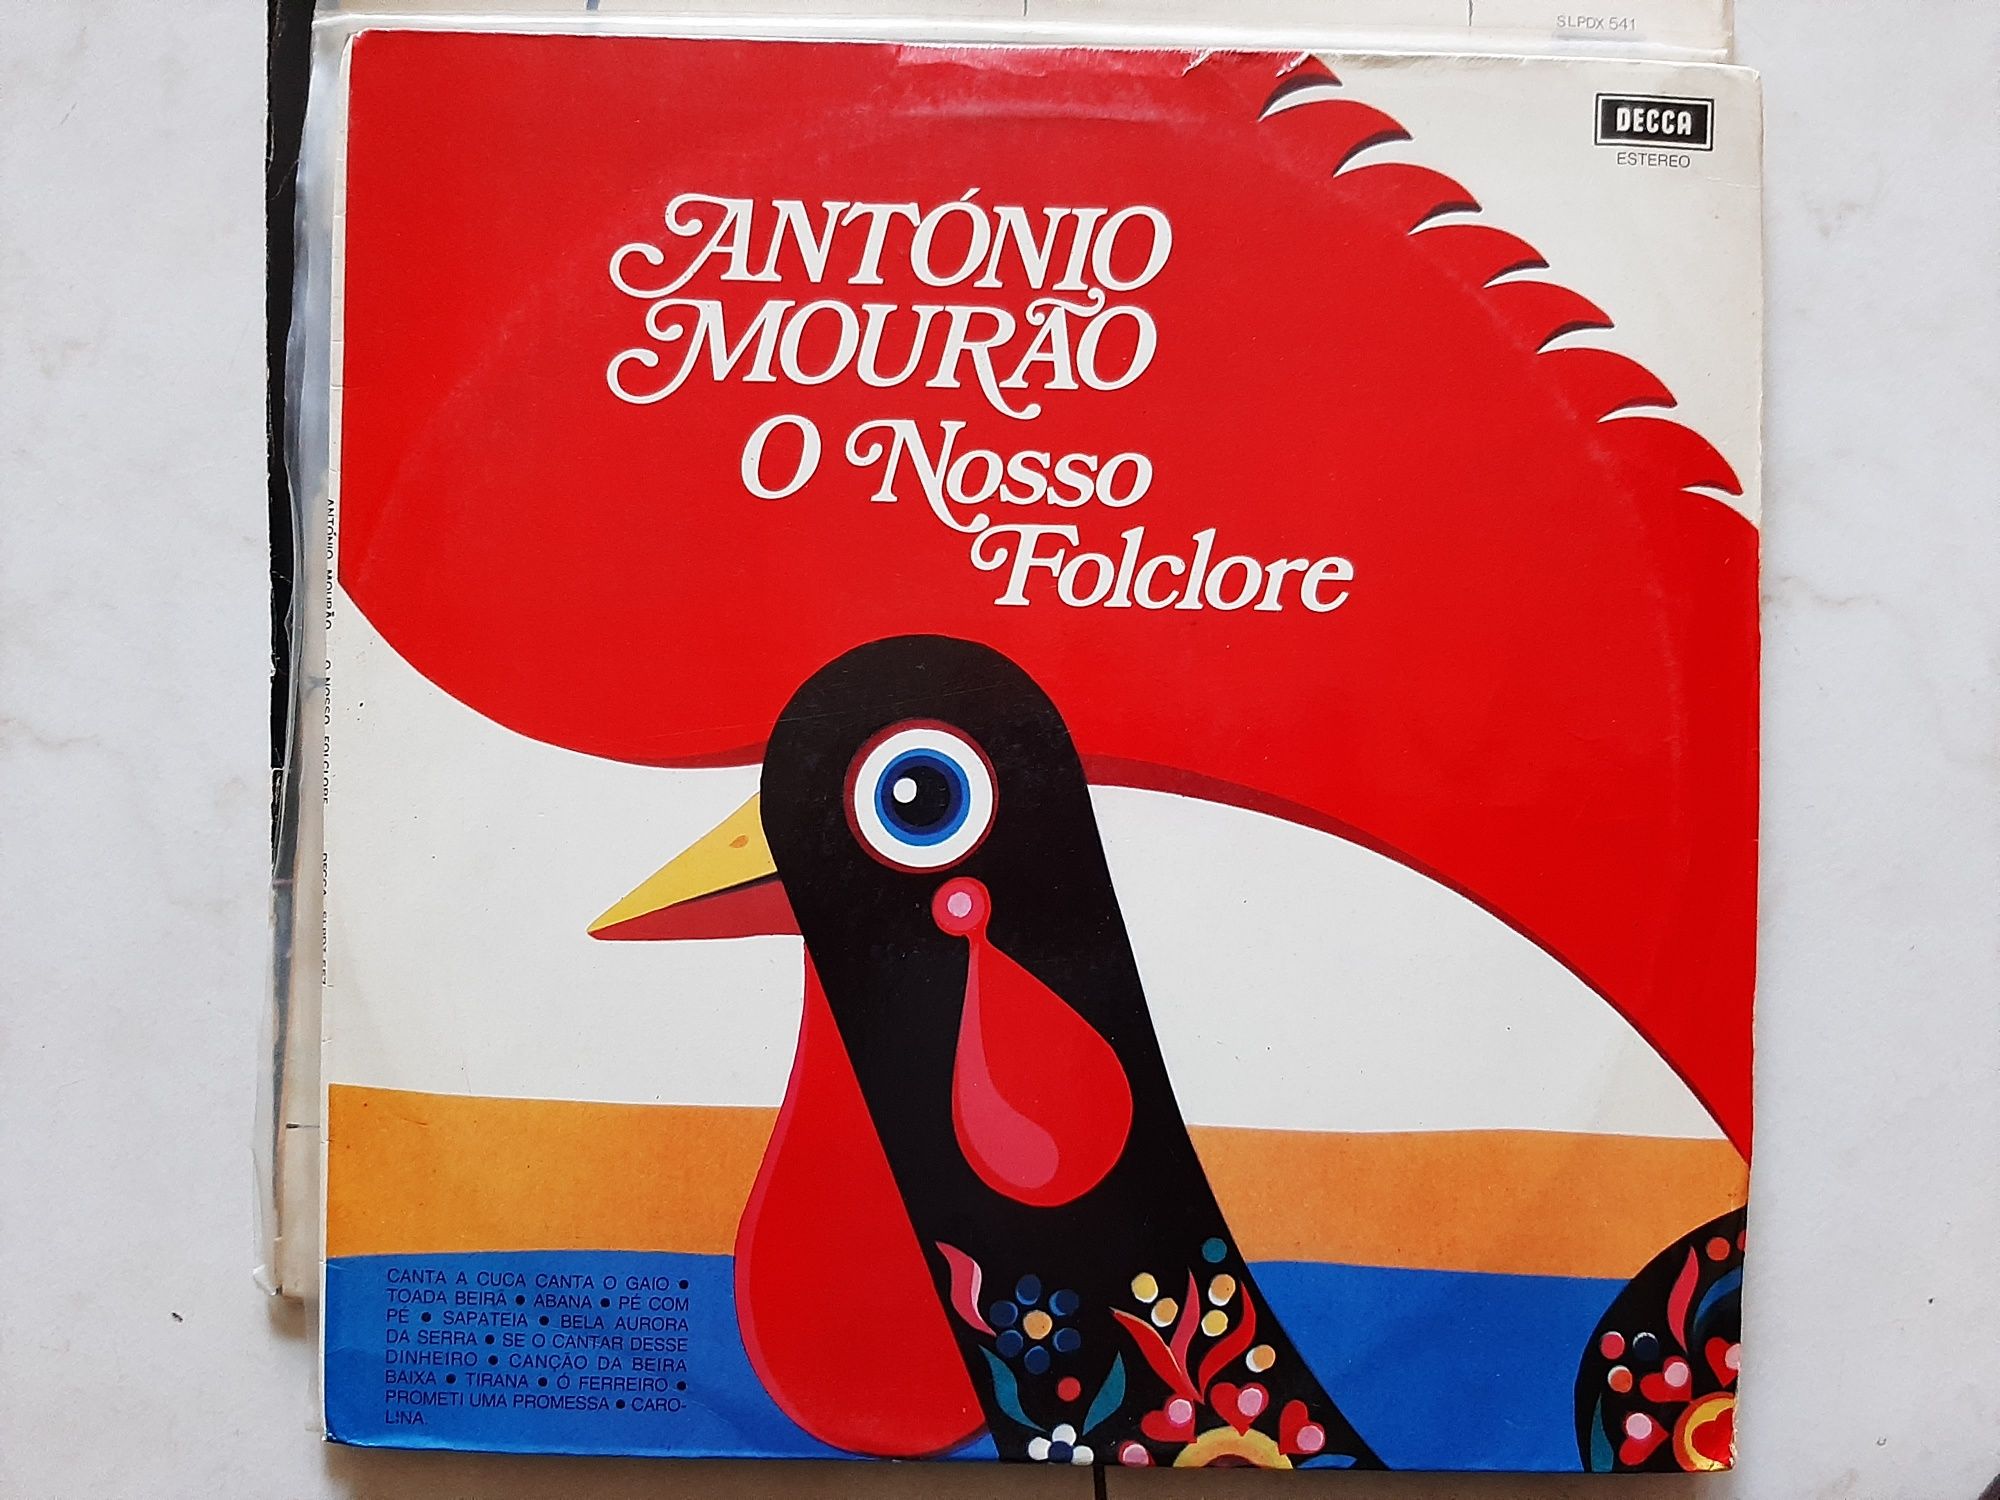 SLPDX 541
DECCA
ESTEREO
ANTÓNIO
MOURÃO
O NOSSO
FOLCLORE
ANTÓNIO MOURÃO O NOSSO FOLCLORE DECCA
CANTA A CUCA CANTA O GAIO •
TOADA BEIRÃ • ABANA • PÉ COM
PÉ • SAPATEIA • BELA AURORA
DA SERRA • SE O CANTAR DESSE
DINHEIRO • CANÇÃO DA BEIRA
BAIXA • TIRANA • Ó FERREIRO •
PROMETI UMA PROMESSA • CARO-
LINA.